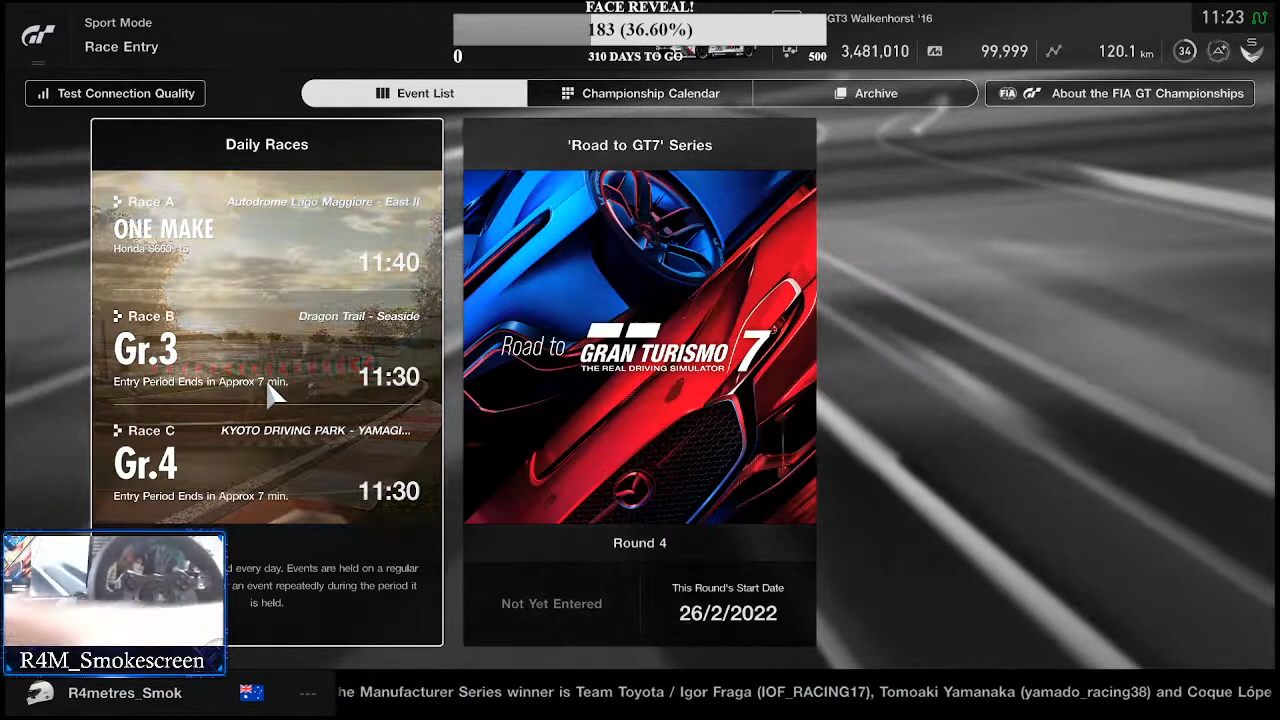 FACE REVEAL!
183 (36.60%)
0
310 DAYS TO GO
500
Sport Mode
Race Entry
GT3 Walkenhorst '16
11:23
3,481,010
99,999
120.1 km
34
S
Test Connection Quality
Event List
Championship Calendar
Archive
FIA
About the FIA GT Championships
Daily Races
Race A
Autodrome Lago Maggiore - East II
ONE MAKE
Honda S660 '15
11:40
Race B
Dragon Trail - Seaside
Gr.3
Entry Period Ends in Approx 7 min.
11:30
Race C
KYOTO DRIVING PARK - YAMAGI...
Gr.4
Entry Period Ends in Approx 7 min.
11:30
d every day. Events are held on a regular
an event repeatedly during the period it
is held.
'Road to GT7' Series
Road to
GRAN TURISMO 7
THE REAL DRIVING SIMULATOR
Round 4
Not Yet Entered
This Round's Start Date
26/2/2022
R4M_Smokescreen
R4metres_Smok
---
he Manufacturer Series winner is Team Toyota / Igor Fraga (IOF_RACING17), Tomoaki Yamanaka (yamado_racing38) and Coque Lópe